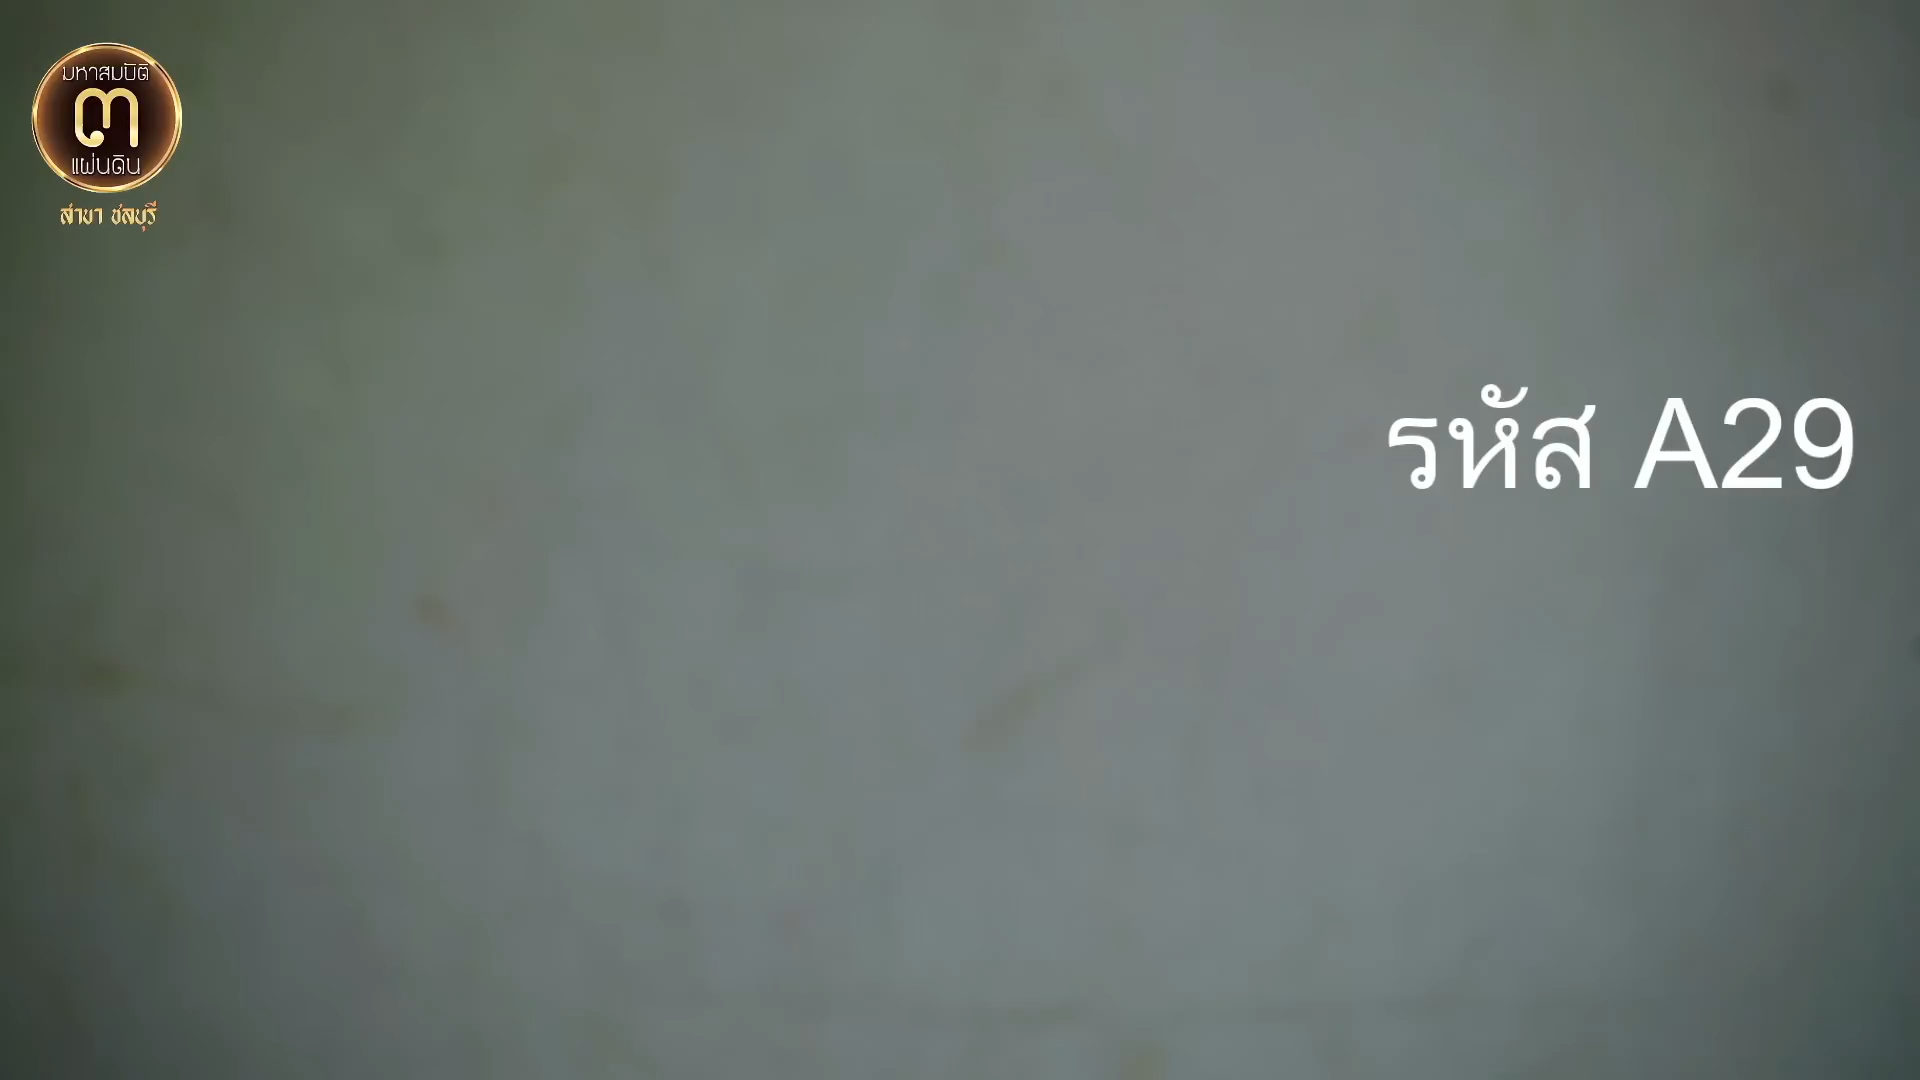 มหาสมบัติ
๓
แผ่นดิน
สาขา ชลบุรี
รหัส A29